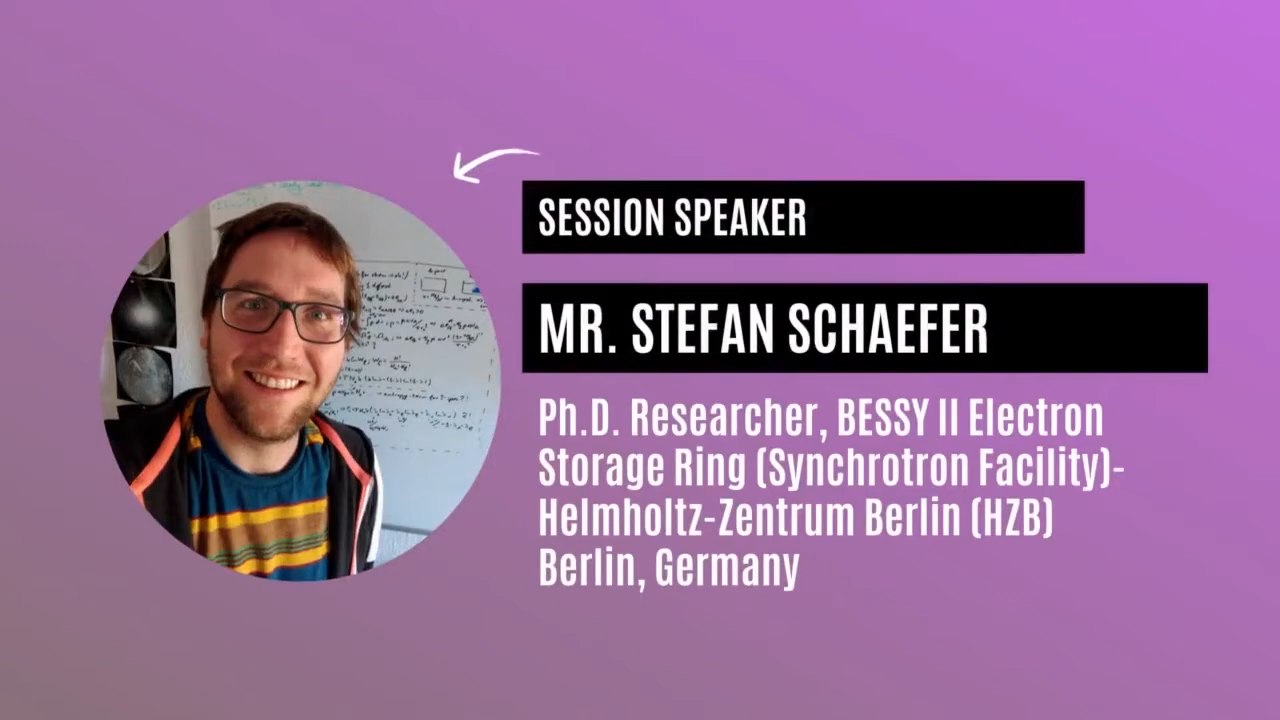 SESSION SPEAKER
MR. STEFAN SCHAEFER
Ph.D. Researcher, BESSY II Electron
Storage Ring (Synchrotron Facility)-
Helmholtz-Zentrum Berlin (HZB)
Berlin, Germany